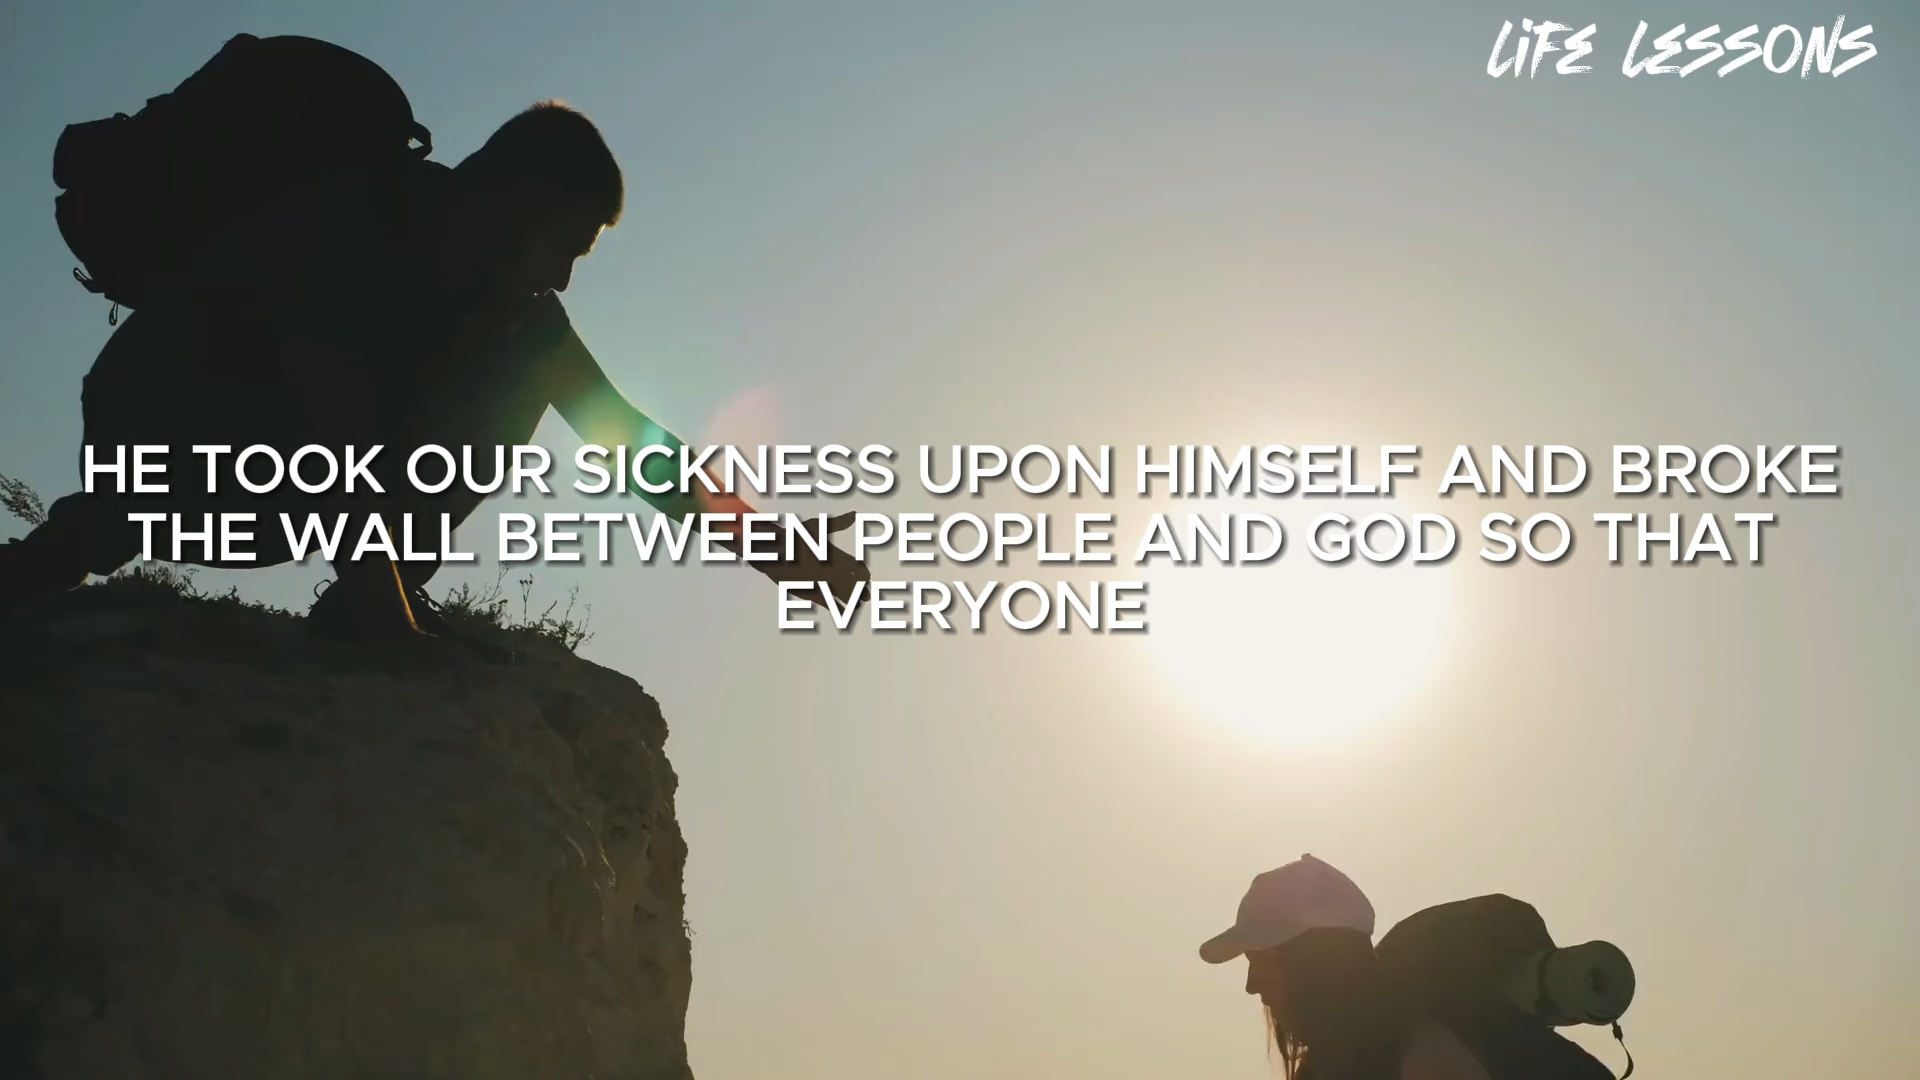 LIFE LESSONS
HE TOOK OUR SICKNESS UPON HIMSELF AND BROKE
THE WALL BETWEEN PEOPLE AND GOD SO THAT
EVERYONE